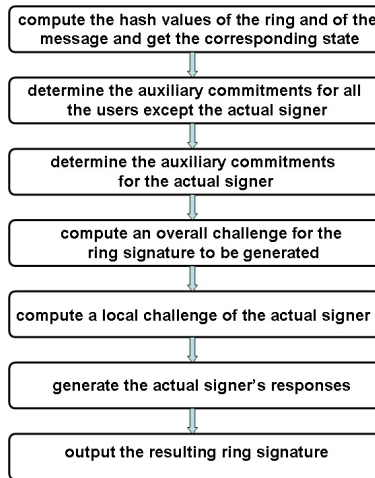 compute the hash values of the ring and of the
message and get the corresponding state
determine the auxiliary commitments for all
the users except the actual signer
determine the auxiliary commitments
for the actual signer
compute an overall challenge for the
ring signature to be generated
compute a local challenge of the actual signer
generate the actual signer's responses
output the resulting ring signature